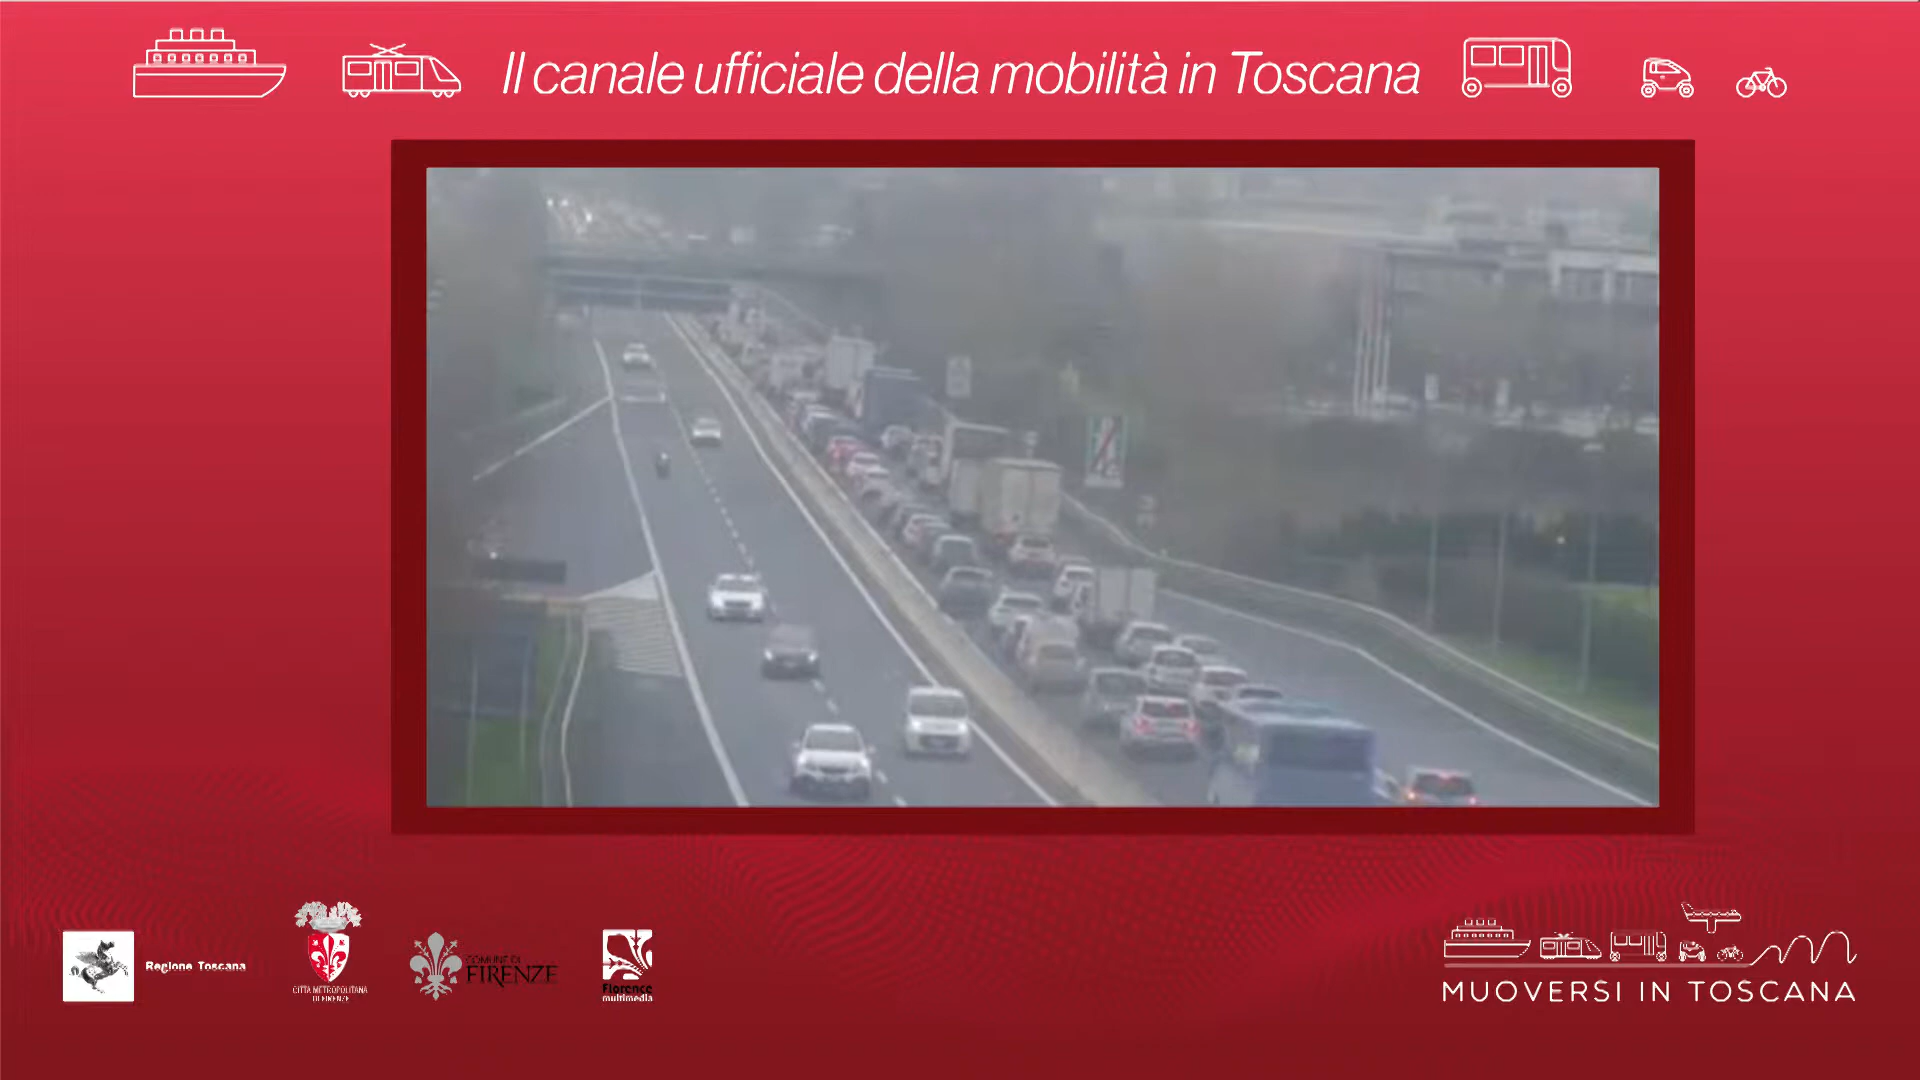 Il canale ufficiale della mobilità in Toscana
Regione Toscana
CITTÀ METROPOLITANA
DI FIRENZE
COMUNE DI
FIRENZE
Florence
multimedia
MUOVERSI IN TOSCANA